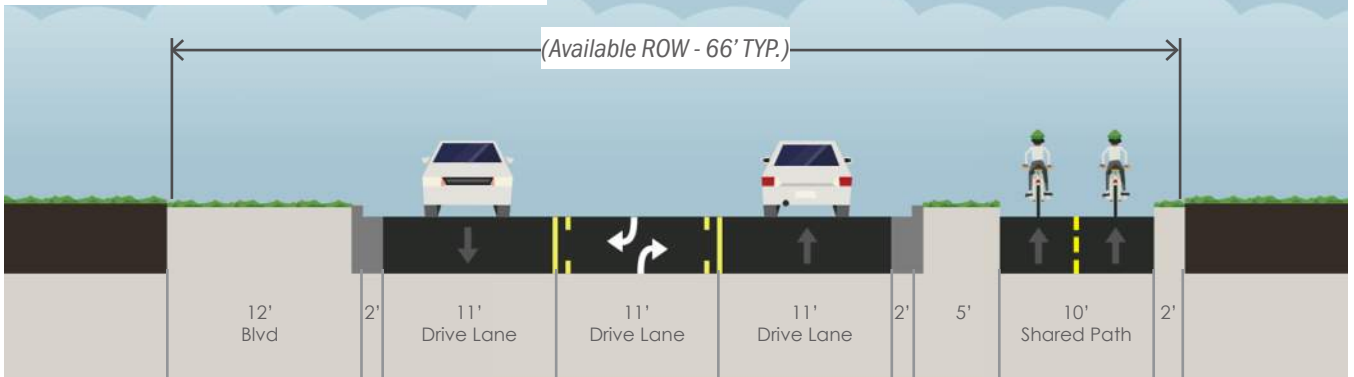 (Available ROW - 66' TYP.)
12'
Blvd
2'
11'
Drive Lane
11'
Drive Lane
11'
Drive Lane
2'
5'
10'
Shared Path
2'